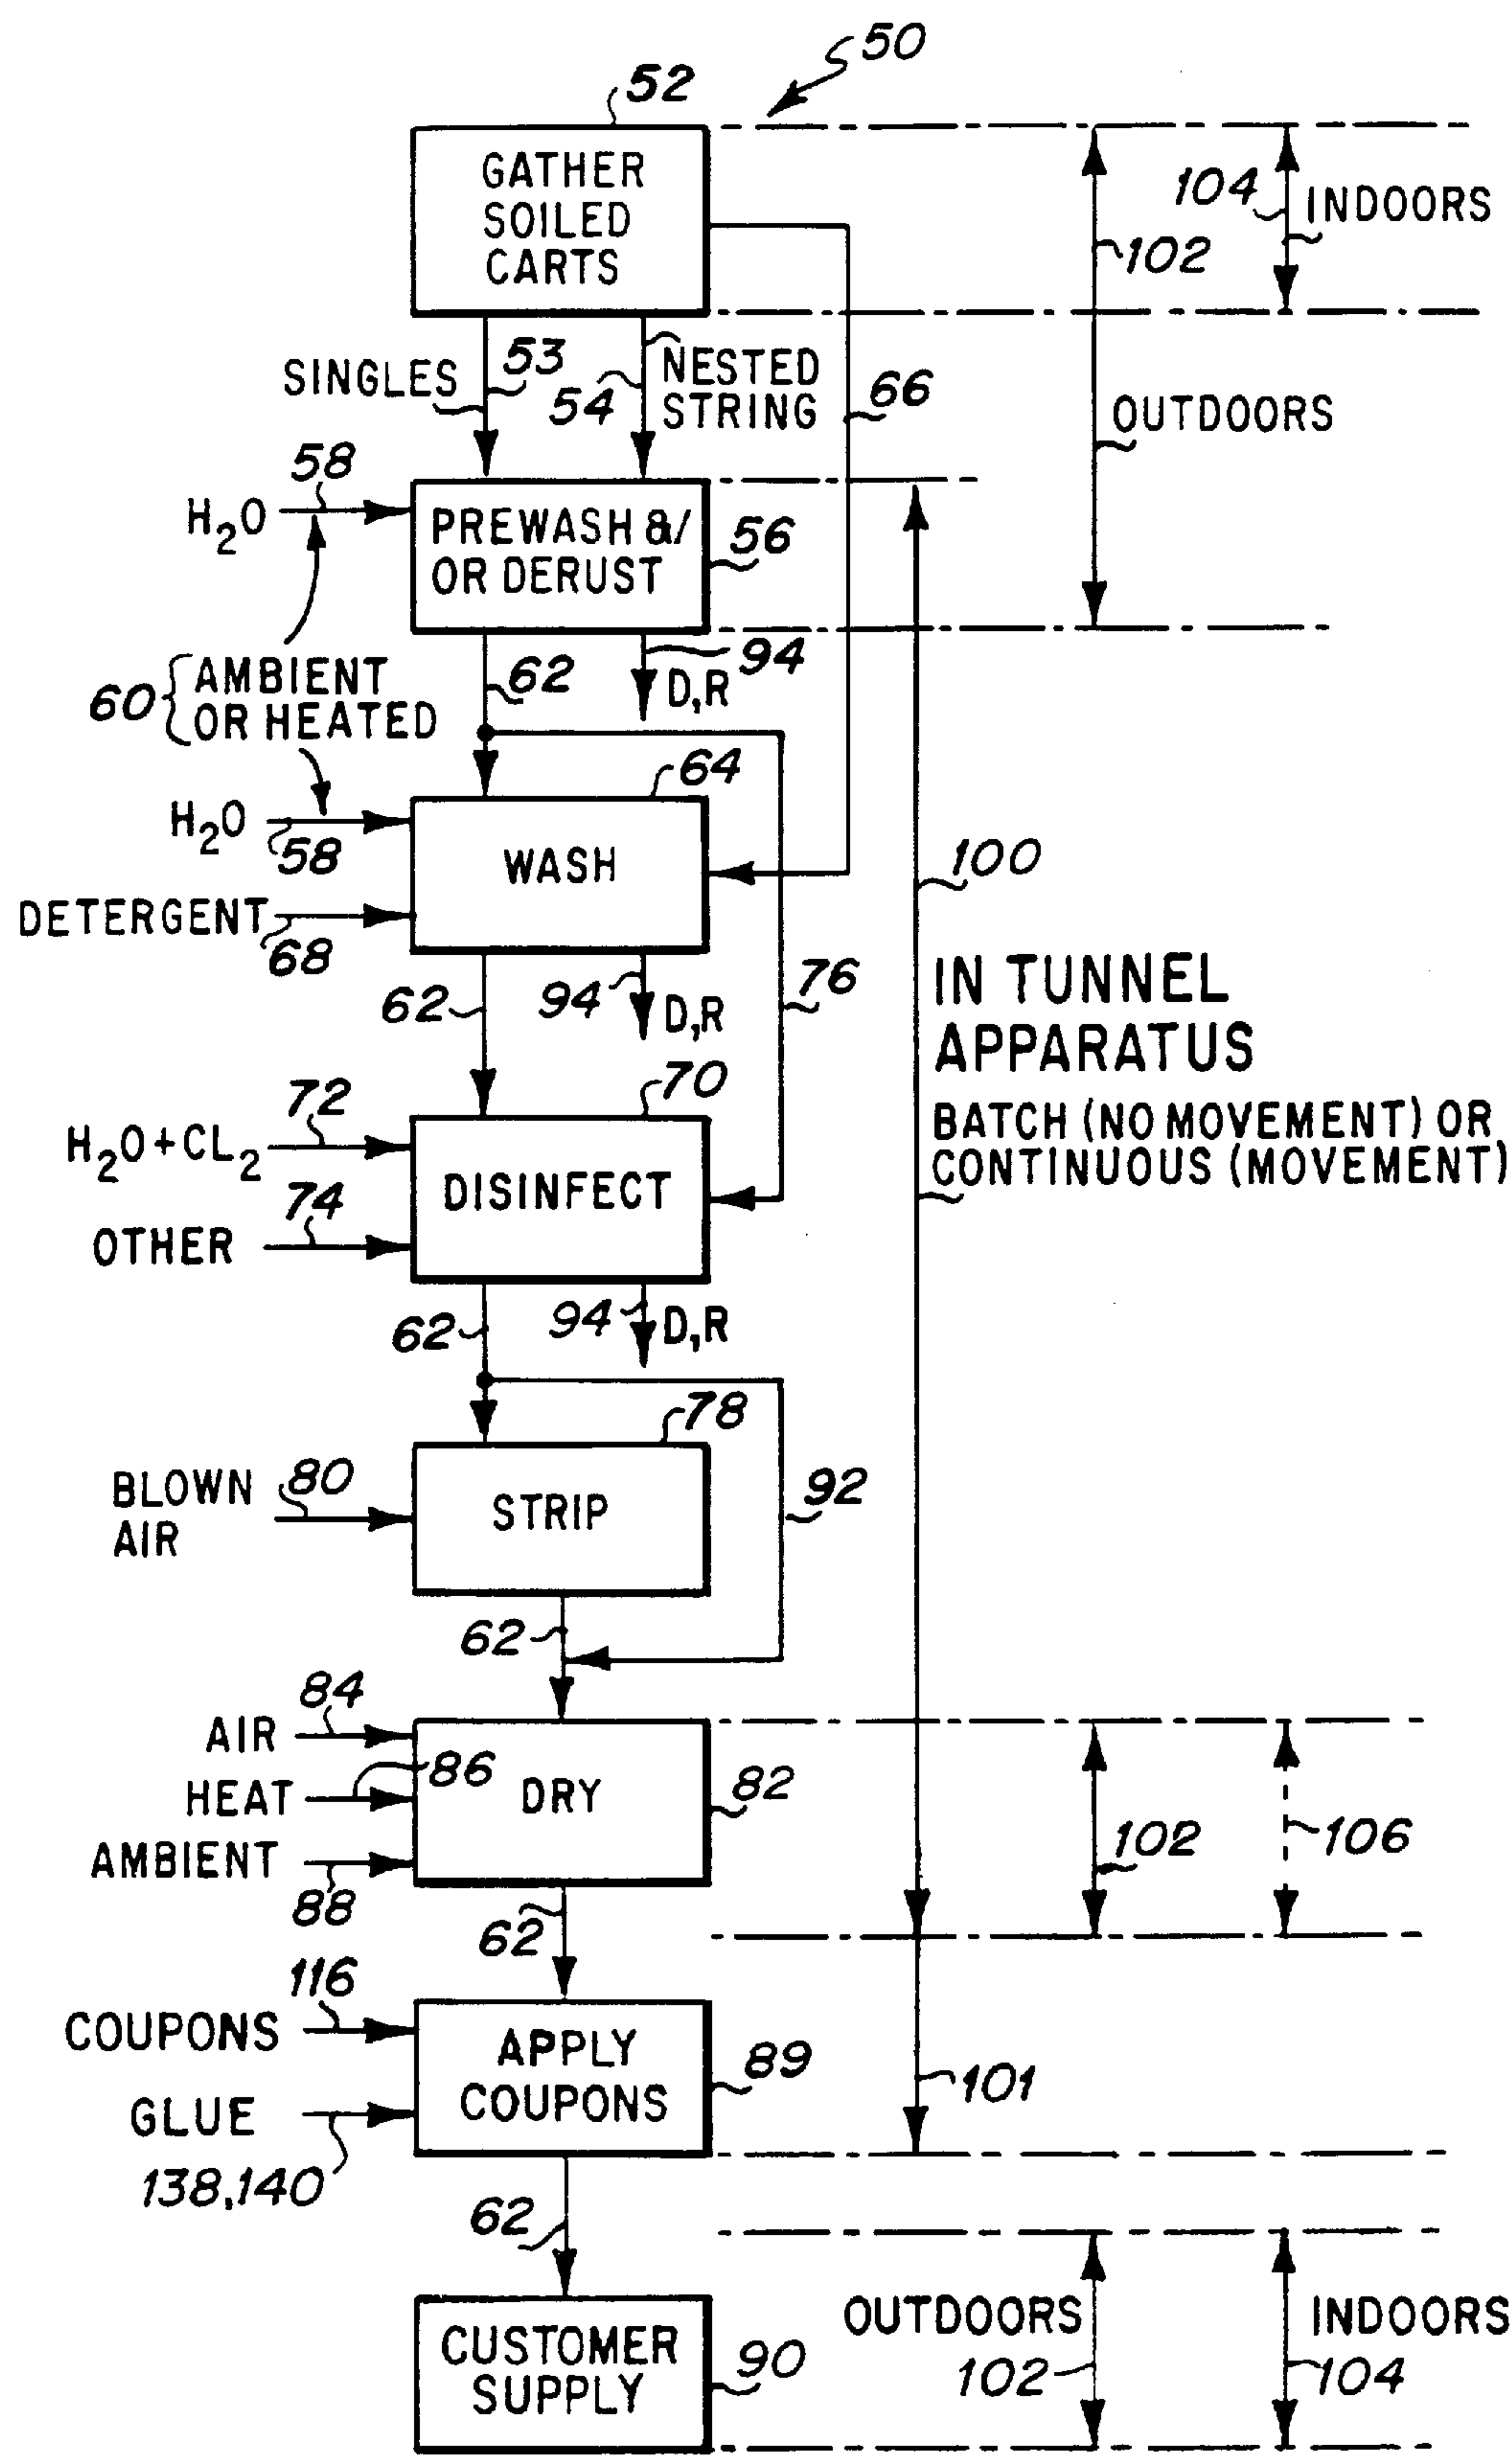 50
52
GATHER
SOILED
CARTS
104
INDOORS
102
SINGLES
53
54
NESTED
STRING
66
OUTDOORS
58
H2O
PREWASH &/
OR DERUST
56
60
AMBIENT
OR HEATED
62
94
D,R
64
H2O
58
WASH
DETERGENT
68
100
62
94
D,R
76
IN TUNNEL
APPARATUS
BATCH (NO MOVEMENT) OR
CONTINUOUS (MOVEMENT)
70
72
H2O+CL2
DISINFECT
74
OTHER
62
94
D,R
78
BLOWN
AIR
80
STRIP
92
62
84
AIR
HEAT
86
DRY
82
AMBIENT
88
102
106
62
116
COUPONS
APPLY
COUPONS
89
101
GLUE
138,140
62
OUTDOORS
102
INDOORS
104
CUSTOMER
SUPPLY
90